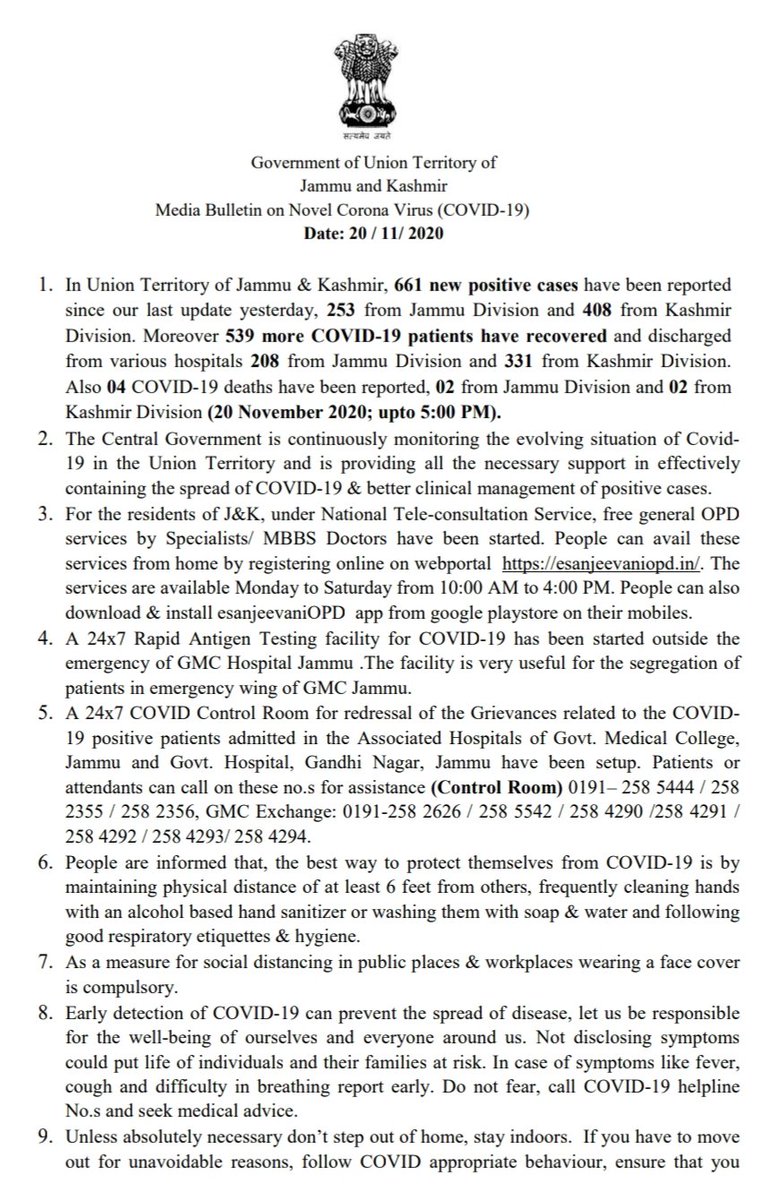 सत्यमेव जयते
Government of Union Territory of
Jammu and Kashmir
Media Bulletin on Novel Corona Virus (COVID-19)
Date: 20 / 11/ 2020
1. In Union Territory of Jammu & Kashmir, 661 new positive cases have been reported
since our last update yesterday, 253 from Jammu Division and 408 from Kashmir
Division. Moreover 539 more COVID-19 patients have recovered and discharged
from various hospitals 208 from Jammu Division and 331 from Kashmir Division.
Also 04 COVID-19 deaths have been reported, 02 from Jammu Division and 02 from
Kashmir Division (20 November 2020; upto 5:00 PM).
2. The Central Government is continuously monitoring the evolving situation of Covid-
19 in the Union Territory and is providing all the necessary support in effectively
containing the spread of COVID-19 & better clinical management of positive cases.
3. For the residents of J&K, under National Tele-consultation Service, free general OPD
services by Specialists/ MBBS Doctors have been started. People can avail these
services from home by registering online on webportal https://esanjeevaniopd.in/. The
services are available Monday to Saturday from 10:00 AM to 4:00 PM. People can also
download & install esanjeevaniOPD app from google playstore on their mobiles.
4. A 24x7 Rapid Antigen Testing facility for COVID-19 has been started outside the
emergency of GMC Hospital Jammu .The facility is very useful for the segregation of
patients in emergency wing of GMC Jammu.
5. A 24x7 COVID Control Room for redressal of the Grievances related to the COVID-
19 positive patients admitted in the Associated Hospitals of Govt. Medical College,
Jammu and Govt. Hospital, Gandhi Nagar, Jammu have been setup. Patients or
attendants can call on these no.s for assistance (Control Room) 0191– 258 5444 / 258
2355 / 258 2356, GMC Exchange: 0191-258 2626 / 258 5542 / 258 4290 /258 4291 /
258 4292 / 258 4293/ 258 4294.
6. People are informed that, the best way to protect themselves from COVID-19 is by
maintaining physical distance of at least 6 feet from others, frequently cleaning hands
with an alcohol based hand sanitizer or washing them with soap & water and following
good respiratory etiquettes & hygiene.
7. As a measure for social distancing in public places & workplaces wearing a face cover
is compulsory.
8. Early detection of COVID-19 can prevent the spread of disease, let us be responsible
for the well-being of ourselves and everyone around us. Not disclosing symptoms
could put life of individuals and their families at risk. In case of symptoms like fever,
cough and difficulty in breathing report early. Do not fear, call COVID-19 helpline
No.s and seek medical advice.
9. Unless absolutely necessary don’t step out of home, stay indoors. If you have to move
out for unavoidable reasons, follow COVID appropriate behaviour, ensure that you